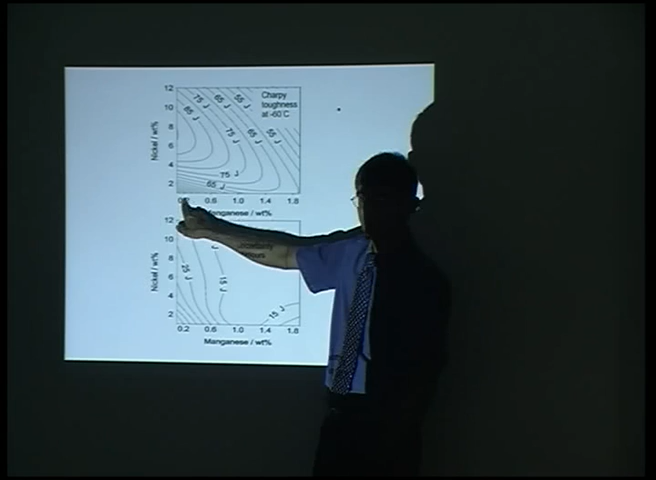 12
10
8
6
4
2
Nickel / wt%
75 J
65 J
55 J
85 J
75 J
65 J
55 J
75 J
65 J
Charpy
toughness
at -60°C
0.6 1.0 1.4 1.8
Manganese / wt%
12
10
8
6
4
2
Nickel / wt%
25 J
15 J
15 J
0.2 0.6 1.0 1.4 1.8
Manganese / wt%